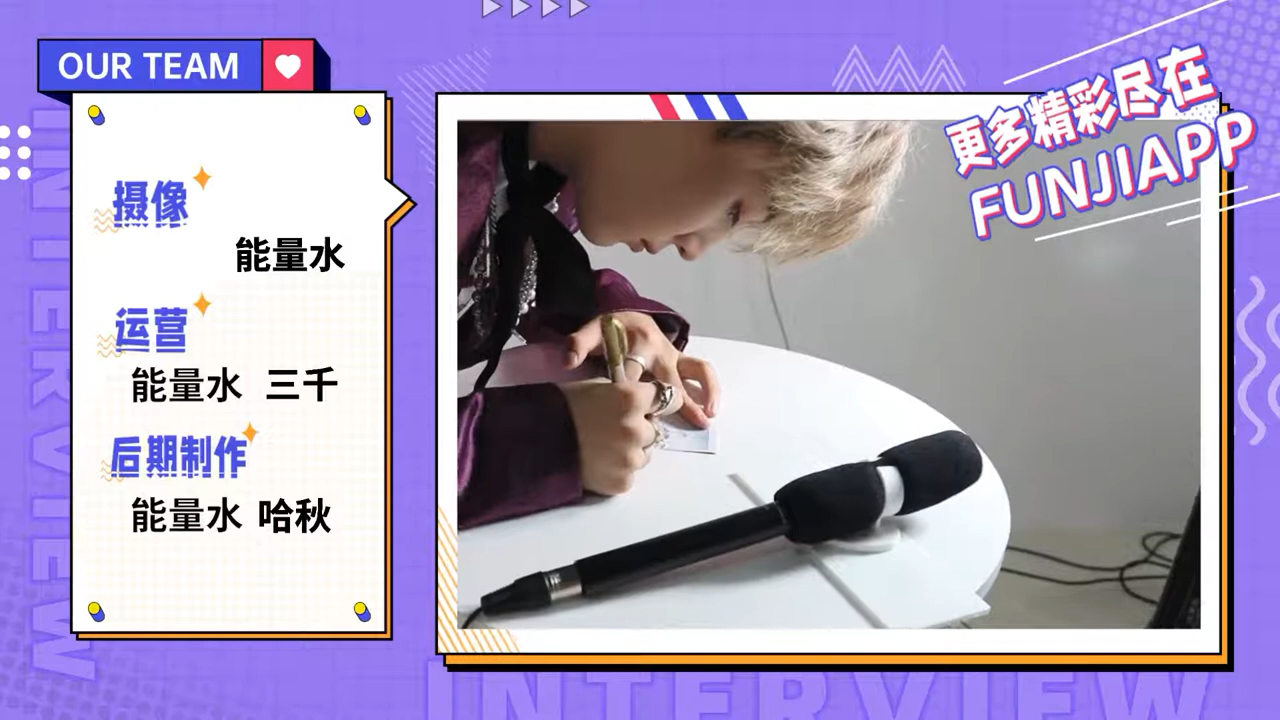 OUR TEAM
摄像
能量水
运营
能量水 三千
后期制作
能量水 哈秋
更多精彩尽在
FUNJIAPP
INTERVIEW
INTERVIEW